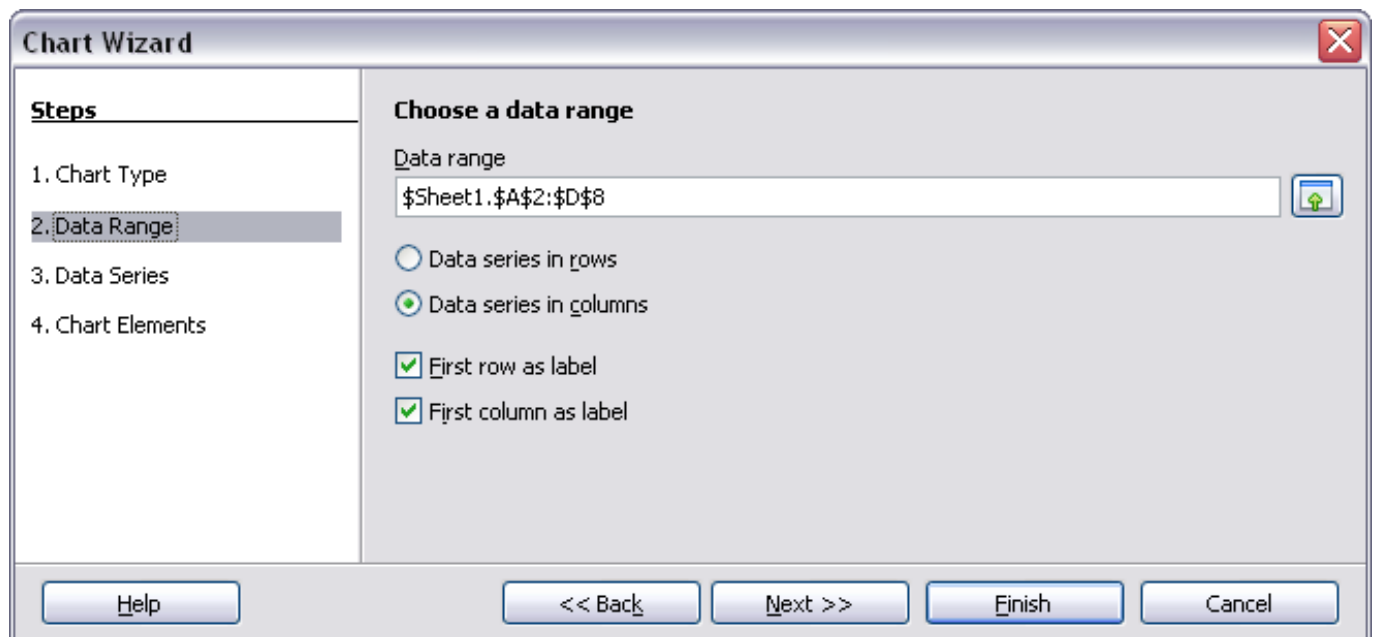 Chart Wizard
Steps
1. Chart Type
2. Data Range
3. Data Series
4. Chart Elements
Choose a data range
Data range
$Sheet1.$A$2:$D$8
Data series in rows
Data series in columns
First row as label
First column as label
Help
<< Back
Next >>
Finish
Cancel